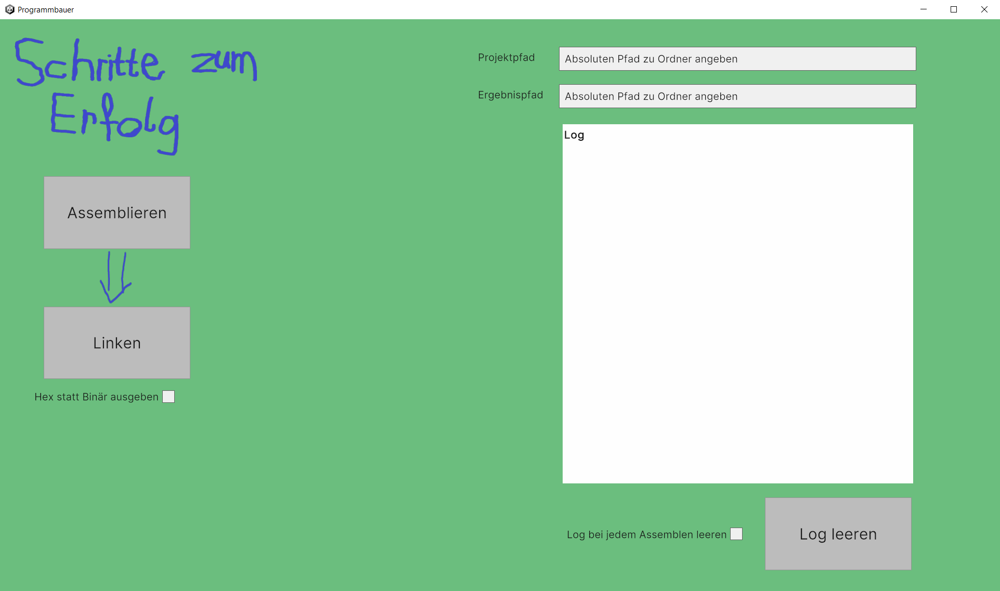 Programmbauer
Schritte zum
Erfolg
Assemblieren
Linken
Hex statt Binär ausgeben
Projektpfad
Absoluten Pfad zu Ordner angeben
Ergebnispfad
Absoluten Pfad zu Ordner angeben
Log
Log bei jedem Assemblen leeren
Log leeren